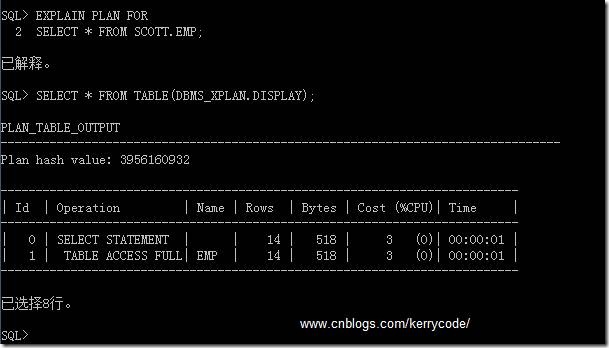 SQL> EXPLAIN PLAN FOR
  2  SELECT * FROM SCOTT.EMP;
已解释。
SQL> SELECT * FROM TABLE(DBMS_XPLAN.DISPLAY);
PLAN_TABLE_OUTPUT
--------------------------------------------------------------------------------
Plan hash value: 3956160932
--------------------------------------------------------------------------
| Id  | Operation         | Name | Rows  | Bytes | Cost (%CPU)| Time     |
--------------------------------------------------------------------------
|   0 | SELECT STATEMENT  |      |    14 |   518 |     3   (0)| 00:00:01 |
|   1 |  TABLE ACCESS FULL| EMP  |    14 |   518 |     3   (0)| 00:00:01 |
--------------------------------------------------------------------------
已选择8行。
SQL>
www.cnblogs.com/kerrycode/